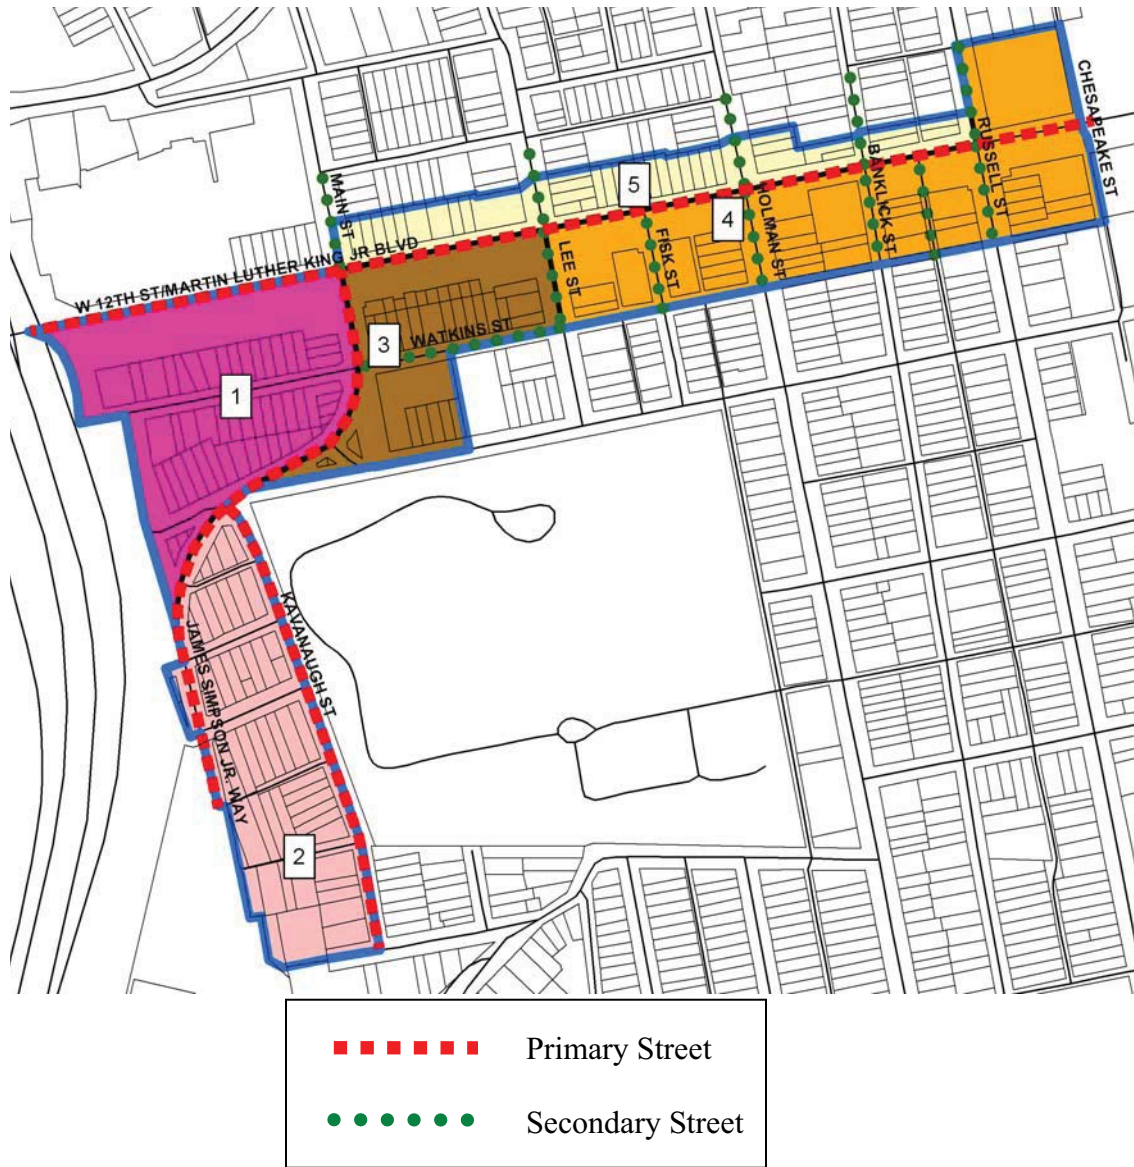 CHESAPEAKE ST
RUSSELL ST
BANKLICK ST
MAIN ST
5
HOLMAN ST
4
FISK ST
LEE ST
W 12TH ST/MARTIN LUTHER KING JR BLVD
WATKINS ST
3
1
KAVANAUGH ST
JAMES SIMPSON JR. WAY
2
Primary Street
Secondary Street